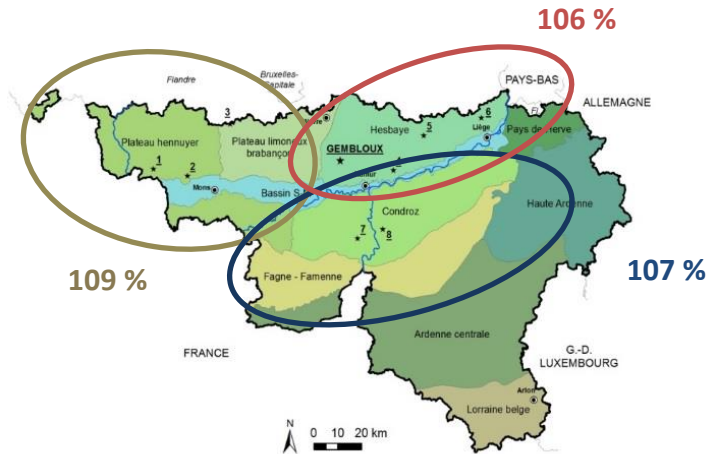 106 %
Flandre
Bruxelles-
Capitale
PAYS-BAS
ALLEMAGNE
3
6
5
Hesbaye
Liège
Pays de Herve
Plateau hennuyer
Plateau limoneux
brabançon
GEMBLOUX
1
2
4
Mons
Bassin S
Condroz
Haute Ardenne
7
8
109 %
107 %
Fagne - Famenne
FRANCE
Ardenne centrale
G.-D.
LUXEMBOURG
Arlon
Lorraine belge
N
0 10 20 km